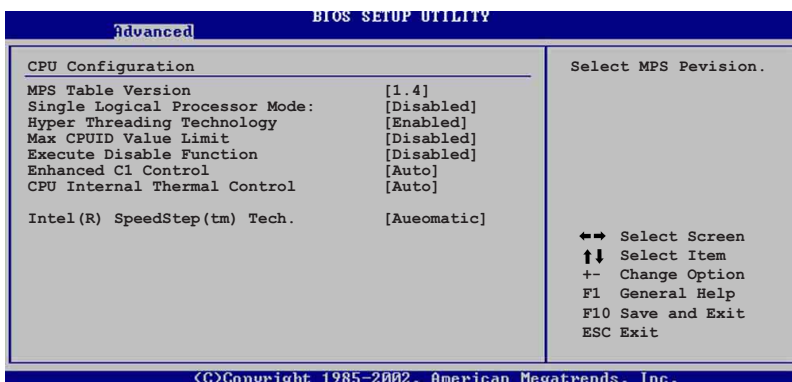 BIOS SETUP UTILITY
Advanced
CPU Configuration
MPS Table Version [1.4]
Single Logical Processor Mode: [Disabled]
Hyper Threading Technology [Enabled]
Max CPUID Value Limit [Disabled]
Execute Disable Function [Disabled]
Enhanced C1 Control [Auto]
CPU Internal Thermal Control [Auto]
Intel(R) SpeedStep(tm) Tech. [Aueomatic]
Select MPS Pevision.
←→ Select Screen
↑↓ Select Item
+- Change Option
F1 General Help
F10 Save and Exit
ESC Exit
(C)Copyright 1985-2002, American Megatrends, Inc.